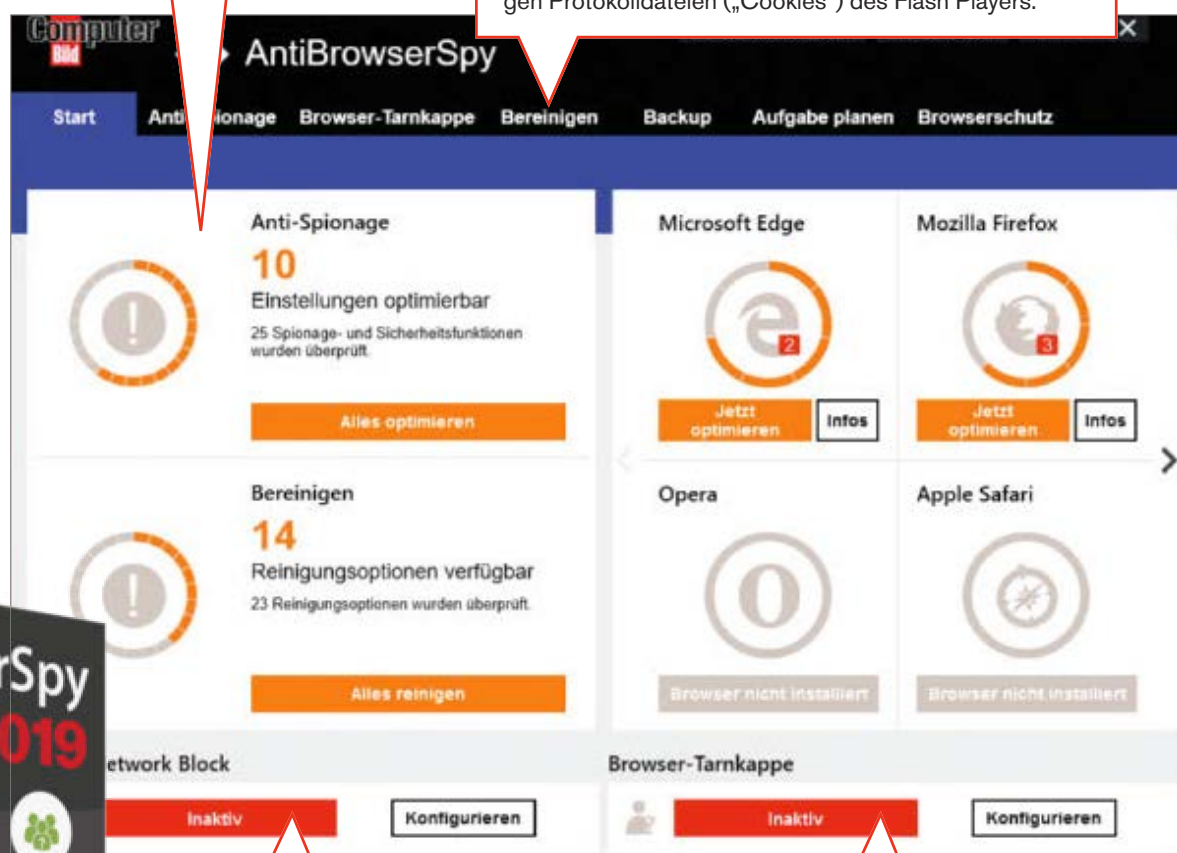 gen Protokolldateien („Cookies“) des Flash Players.
Computer
Bild
AntiBrowserSpy
Start Anti ionage Browser-Tarnkappe Bereinigen Backup Aufgabe planen Browserschutz
Anti-Spionage
10
Einstellungen optimierbar
25 Spionage- und Sicherheitsfunktionen
wurden überprüft.
Alles optimieren
Microsoft Edge
2
Jetzt
optimieren
Infos
Mozilla Firefox
3
Jetzt
optimieren
Infos
Bereinigen
14
Reinigungsoptionen verfügbar
23 Reinigungsoptionen wurden überprüft.
Alles reinigen
Opera
Browser nicht installiert
Apple Safari
Browser nicht installiert
rSpy
019
etwork Block
Inaktiv
Konfigurieren
Browser-Tarnkappe
Inaktiv
Konfigurieren